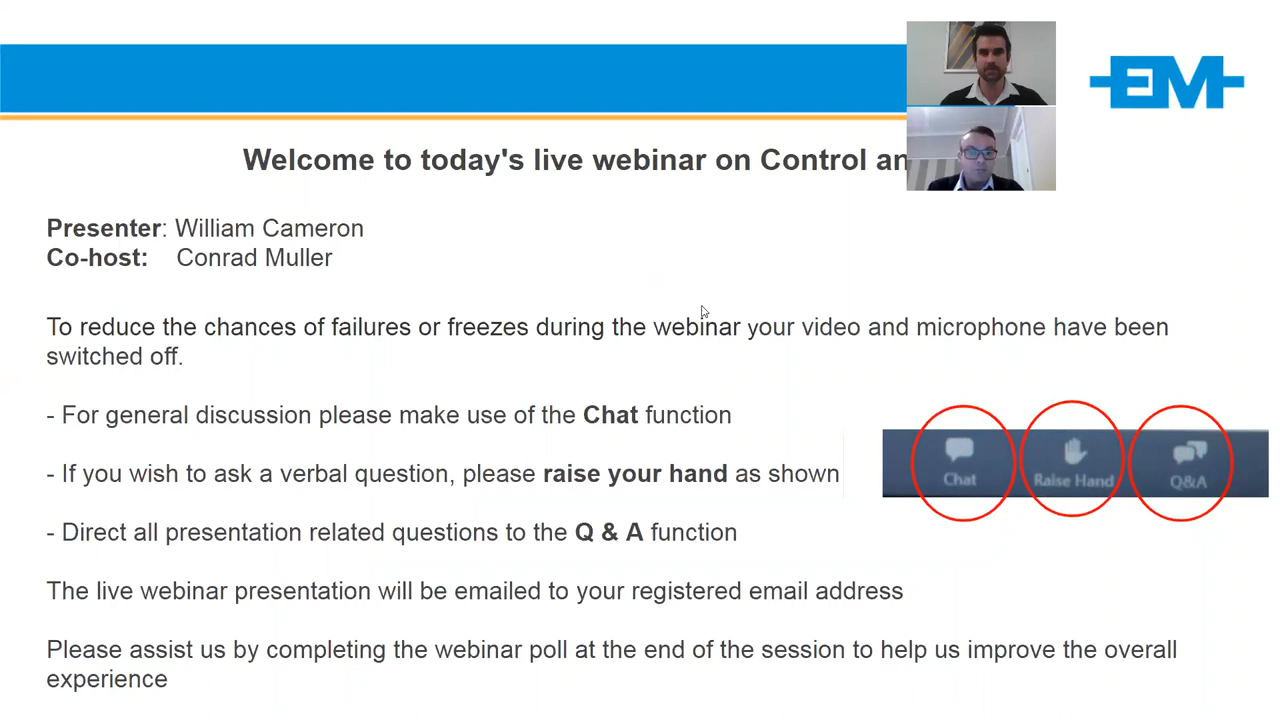 EM
Welcome to today's live webinar on Control an
Presenter: William Cameron
Co-host: Conrad Muller
To reduce the chances of failures or freezes during the webinar your video and microphone have been
switched off.
- For general discussion please make use of the Chat function
- If you wish to ask a verbal question, please raise your hand as shown
- Direct all presentation related questions to the Q & A function
Chat Raise Hand Q&A
The live webinar presentation will be emailed to your registered email address
Please assist us by completing the webinar poll at the end of the session to help us improve the overall
experience